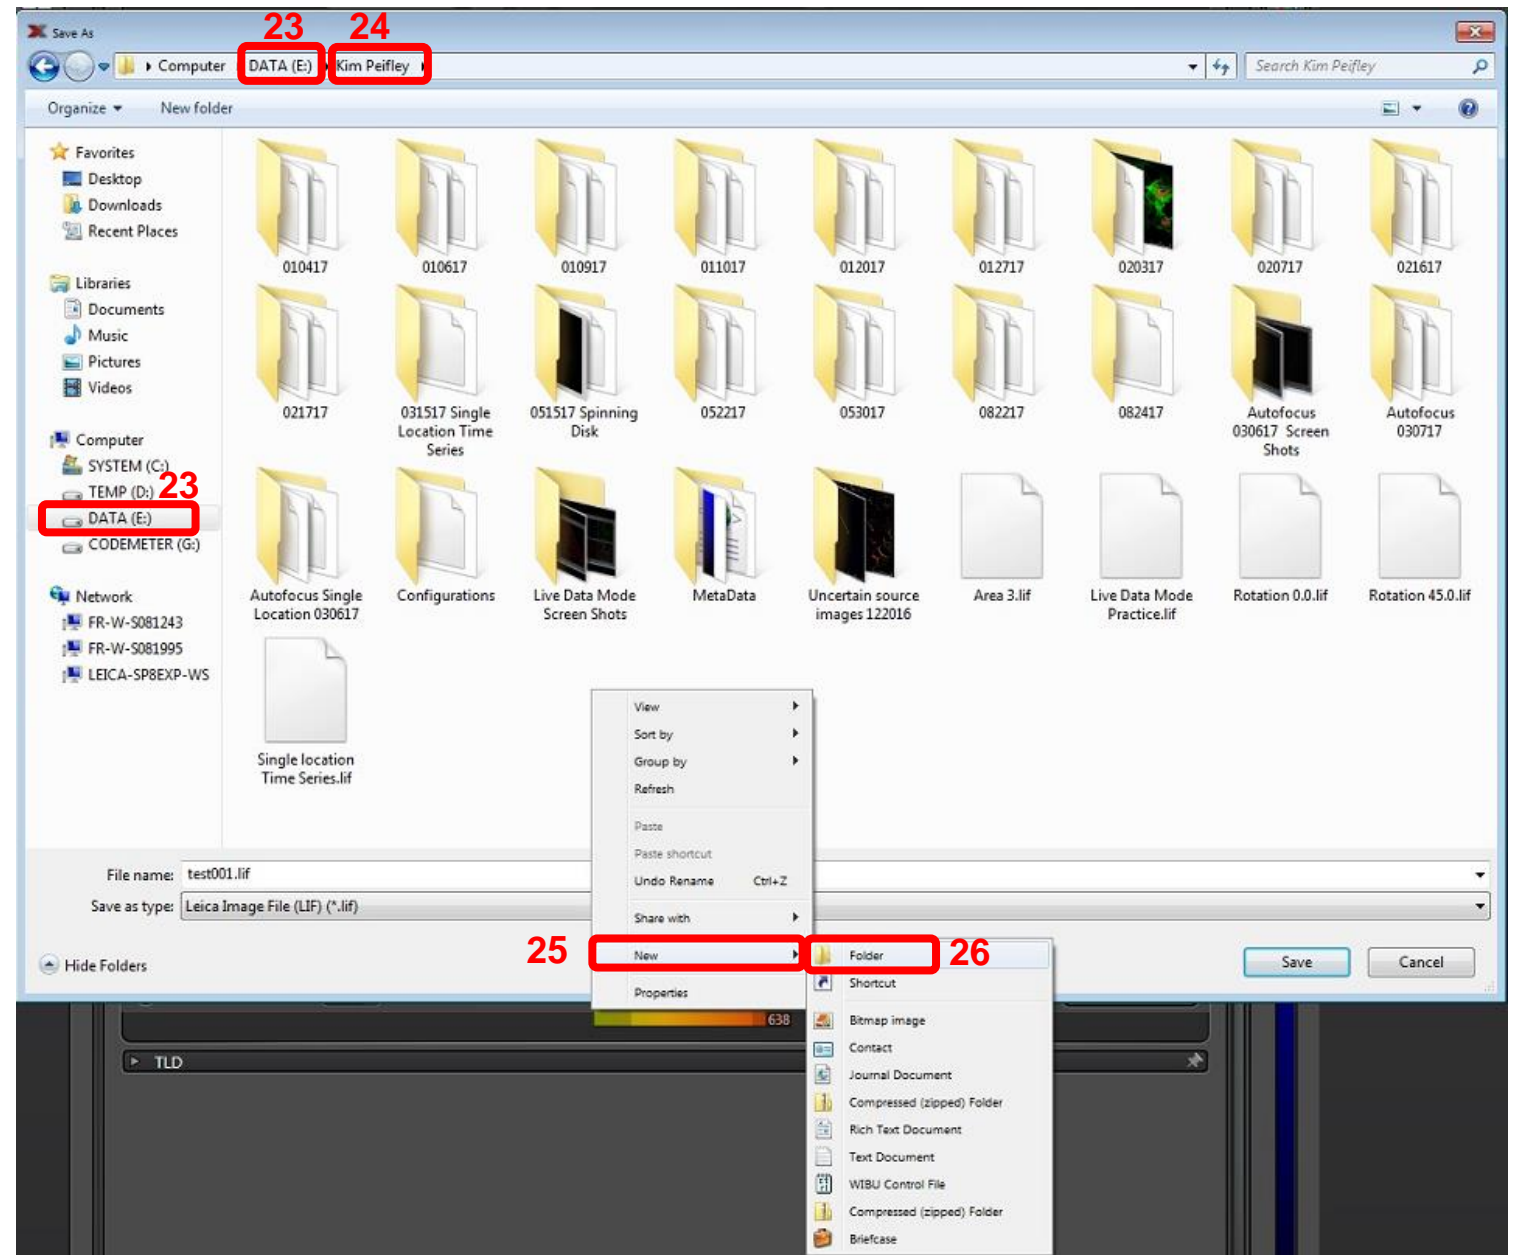 23 24
Save As
Computer DATA (E:) Kim Peifley
Search Kim Peifley
Organize New folder
Favorites
Desktop
Downloads
Recent Places
Libraries
Documents
Music
Pictures
Videos
Computer
SYSTEM (C:)
TEMP (D:)
23
DATA (E:)
CODEMETER (G:)
Network
FR-W-S081243
FR-W-S081995
LEICA-SP8EXP-WS
010417
010617
010917
011017
012017
012717
020317
020717
021617
021717
031517 Single
Location Time
Series
051517 Spinning
Disk
052217
053017
082217
082417
Autofocus
030617 Screen
Shots
Autofocus
030717
Autofocus Single
Location 030617
Configurations
Live Data Mode
Screen Shots
MetaData
Uncertain source
images 122016
Area 3.lif
Live Data Mode
Practice.lif
Rotation 0.0.lif
Rotation 45.0.lif
Single location
Time Series.lif
View
Sort by
Group by
Refresh
Paste
Paste shortcut
Undo Rename Ctrl+Z
Share with
25
New
Properties
File name: test001.lif
Save as type: Leica Image File (LIF) (*.lif)
Hide Folders
Save
Cancel
Folder
26
Shortcut
Bitmap image
Contact
Journal Document
Compressed (zipped) Folder
Rich Text Document
Text Document
WIBU Control File
Compressed (zipped) Folder
Briefcase
638
TLD